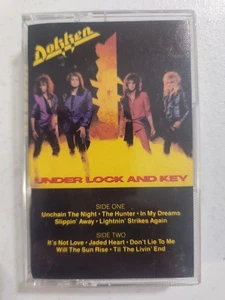 Dokken
UNDER LOCK AND KEY
SIDE ONE
Unchain The Night • The Hunter • In My Dreams
Slippin' Away • Lightnin' Strikes Again
SIDE TWO
It's Not Love • Jaded Heart • Don't Lie To Me
Will The Sun Rise • Til The Livin' End